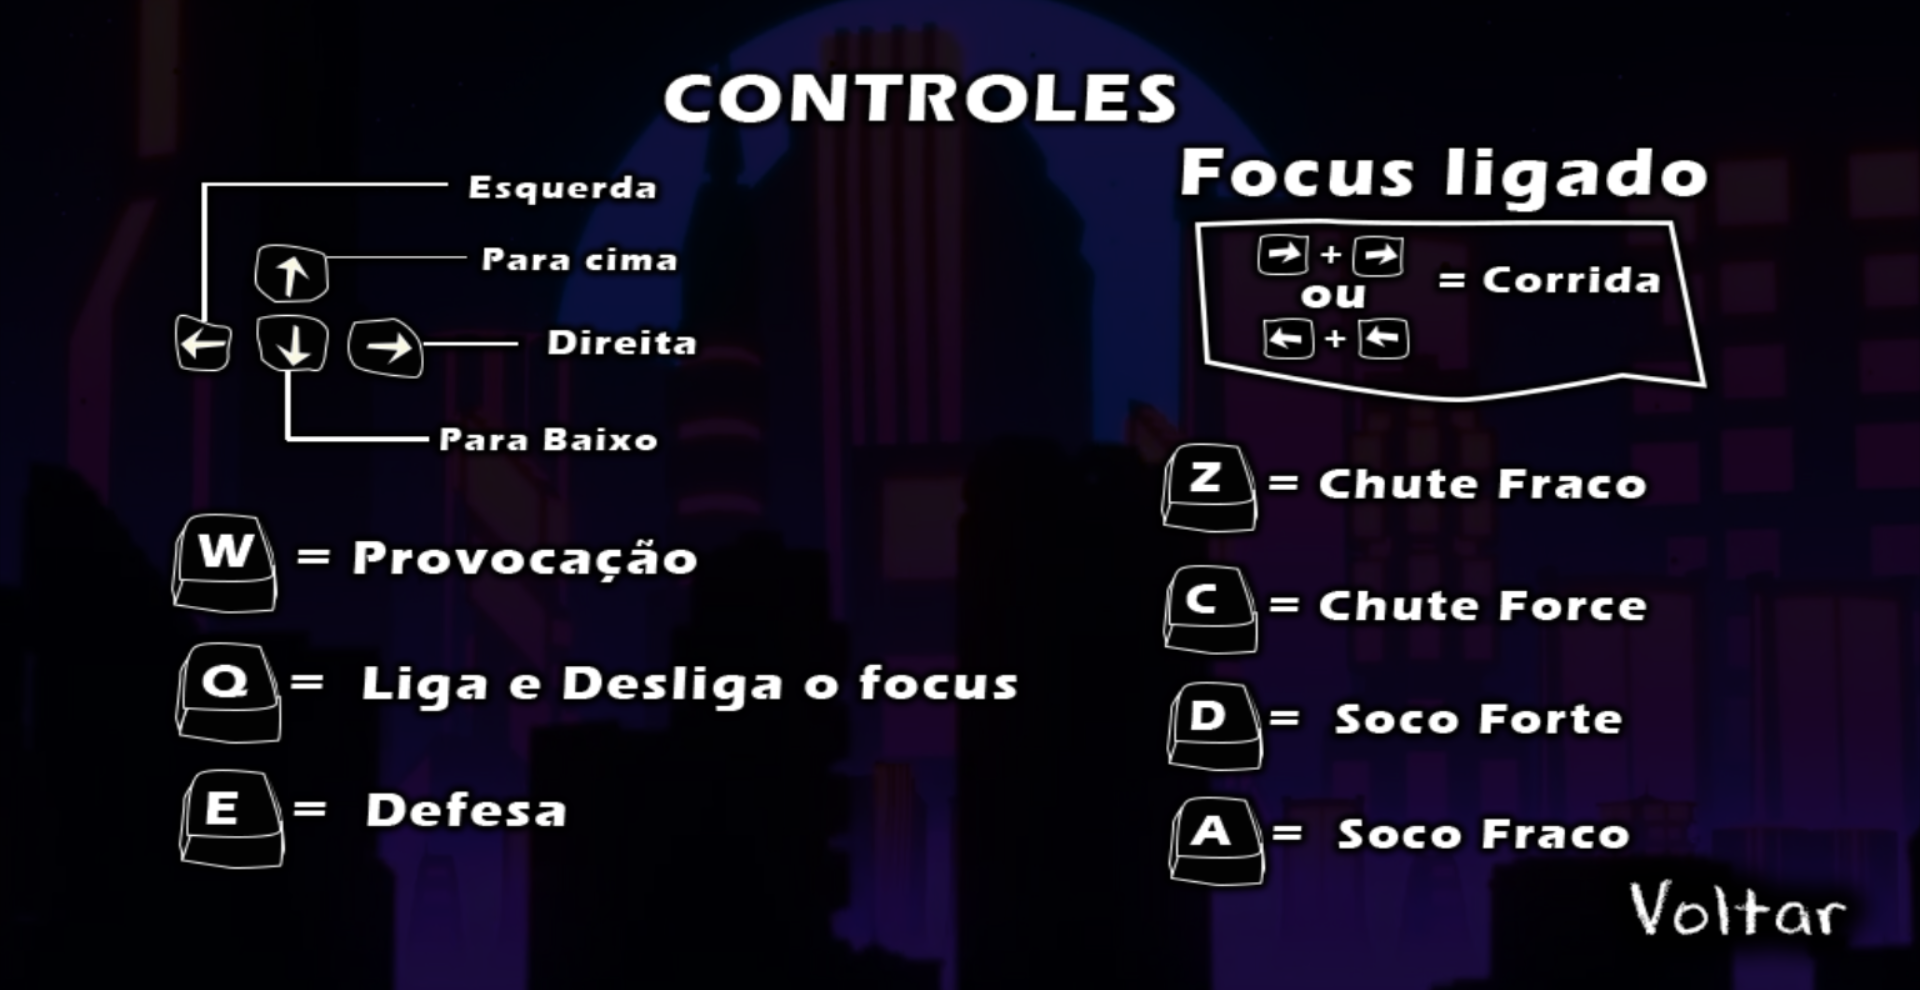 CONTROLES
Esquerda
Para cima
Direita
Para Baixo
W = Provocação
Q = Liga e Desliga o focus
E = Defesa
Focus ligado
→ + →
ou
← + ←
= Corrida
Z = Chute Fraco
C = Chute Force
D = Soco Forte
A = Soco Fraco
Voltar